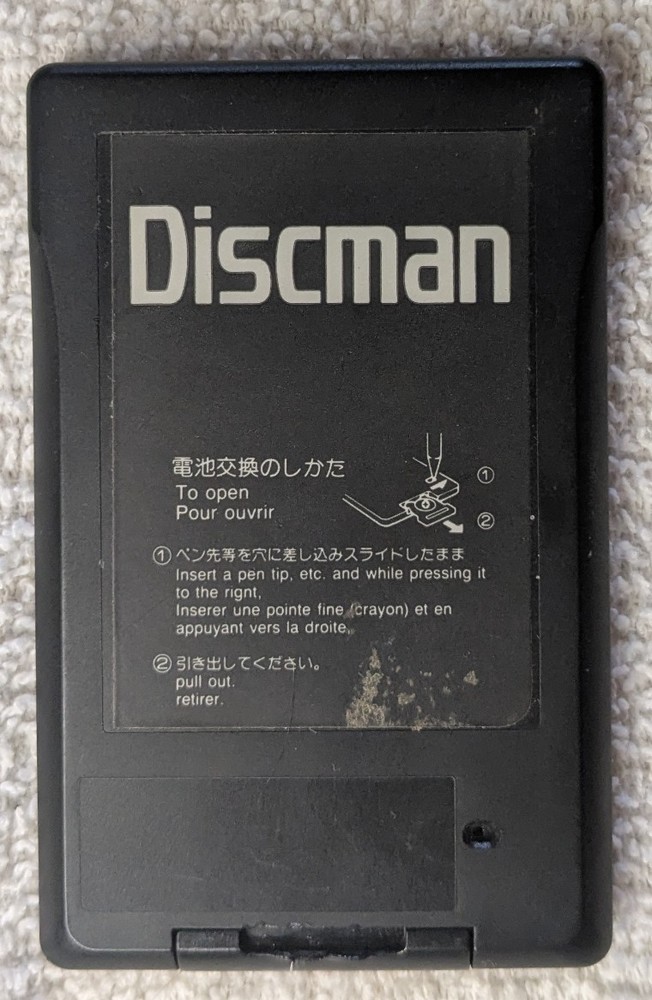 Discman
電池交換のしかた
To open
Pour ouvrir
①
②
①ペン先等を穴に差し込みスライドしたまま
Insert a pen tip, etc. and while pressing it
to the rignt,
Inserer une pointe fine (crayon) et en
appuyant vers la droite,
②引き出してください。
pull out.
retirer.